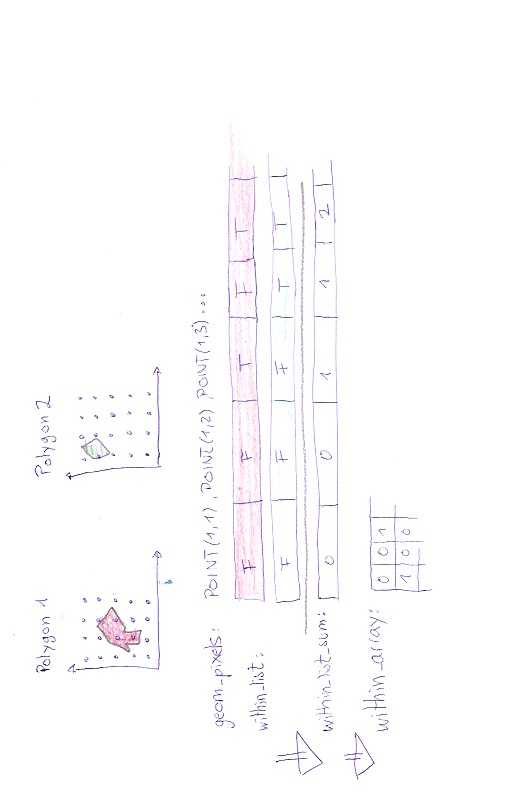 Polygon 1 Polygon 2
geom_pixels: POINT(1,1), POINT(1,2), POINT(1,3)...
within_list: F F T F T
F F F T T
⇒ within_list_sum: 0 0 1 1 2
⇒ within_array: 0 0 1
1 0 0